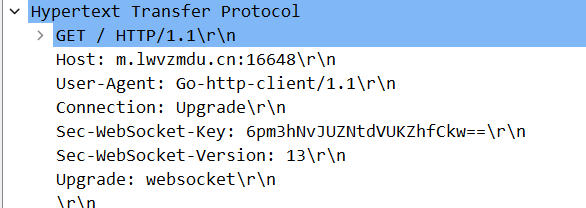 Hypertext Transfer Protocol
GET / HTTP/1.1\r\n
Host: m.lwvzmdu.cn:16648\r\n
User-Agent: Go-http-client/1.1\r\n
Connection: Upgrade\r\n
Sec-WebSocket-Key: 6pm3hNvJUZNtdVUKZhfCkw==\r\n
Sec-WebSocket-Version: 13\r\n
Upgrade: websocket\r\n
\r\n